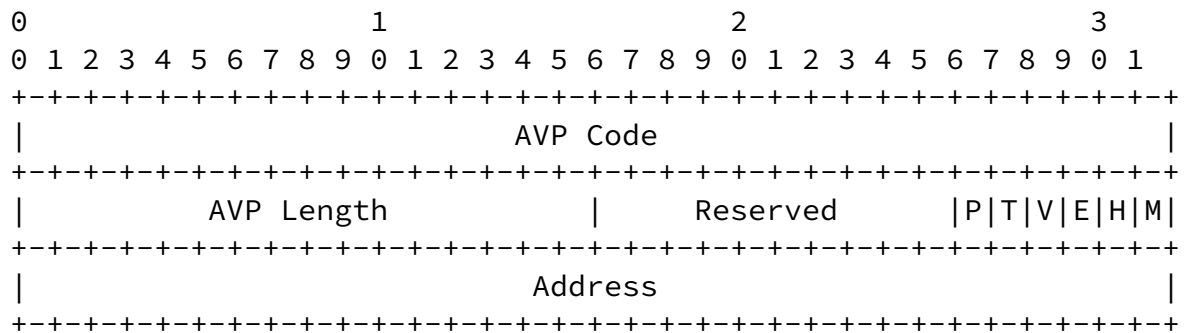 0                   1                   2                   3
0 1 2 3 4 5 6 7 8 9 0 1 2 3 4 5 6 7 8 9 0 1 2 3 4 5 6 7 8 9 0 1
+-+-+-+-+-+-+-+-+-+-+-+-+-+-+-+-+-+-+-+-+-+-+-+-+-+-+-+-+-+-+-+-+
|                           AVP Code                            |
+-+-+-+-+-+-+-+-+-+-+-+-+-+-+-+-+-+-+-+-+-+-+-+-+-+-+-+-+-+-+-+-+
|          AVP Length           |     Reserved      |P|T|V|E|H|M|
+-+-+-+-+-+-+-+-+-+-+-+-+-+-+-+-+-+-+-+-+-+-+-+-+-+-+-+-+-+-+-+-+
|                            Address                            |
+-+-+-+-+-+-+-+-+-+-+-+-+-+-+-+-+-+-+-+-+-+-+-+-+-+-+-+-+-+-+-+-+